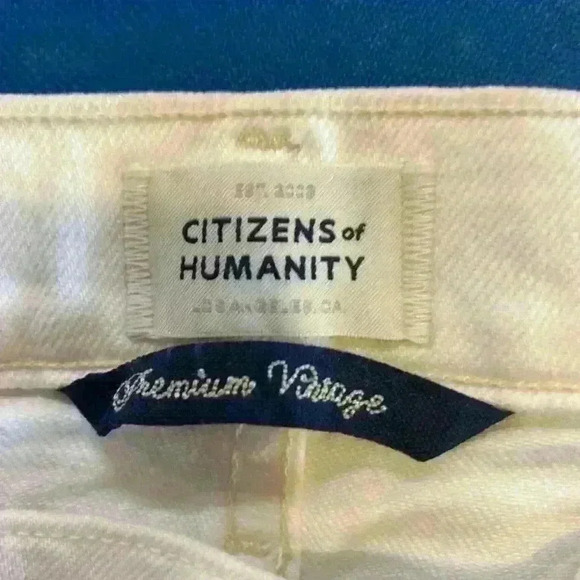 EST. 2003
CITIZENS of
HUMANITY
LOS ANGELES, CA
Premium Vintage